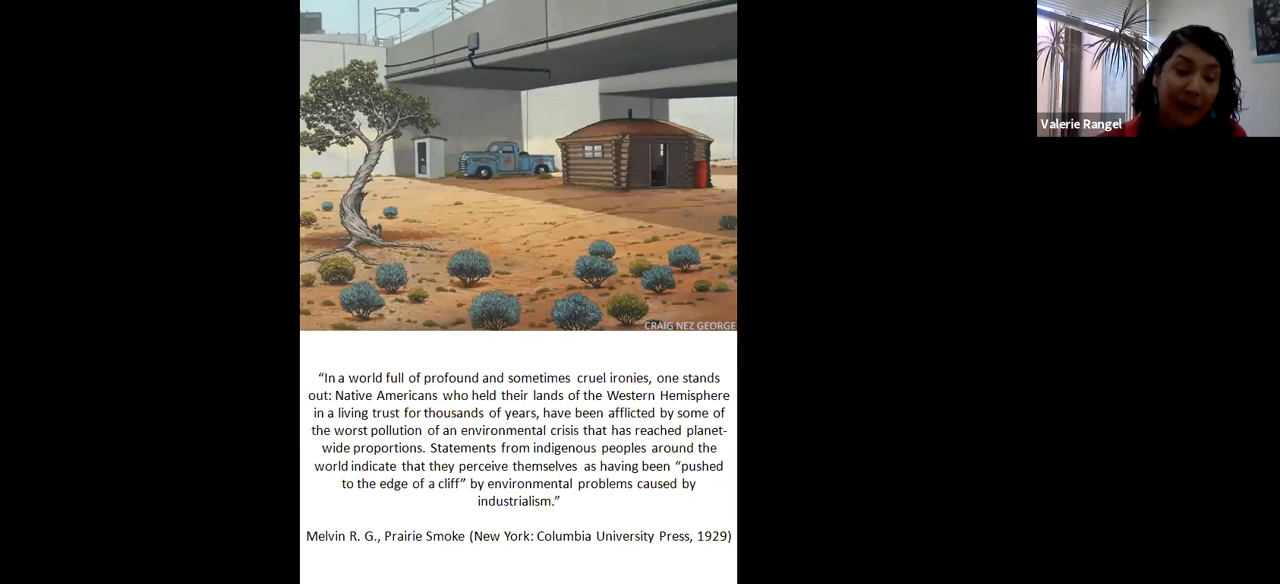 Valerie Rangel
CRAIG NEZ GEORGE
“In a world full of profound and sometimes cruel ironies, one stands
out: Native Americans who held their lands of the Western Hemisphere
in a living trust for thousands of years, have been afflicted by some of
the worst pollution of an environmental crisis that has reached planet-
wide proportions. Statements from indigenous peoples around the
world indicate that they perceive themselves as having been “pushed
to the edge of a cliff” by environmental problems caused by
industrialism.”
Melvin R. G., Prairie Smoke (New York: Columbia University Press, 1929)